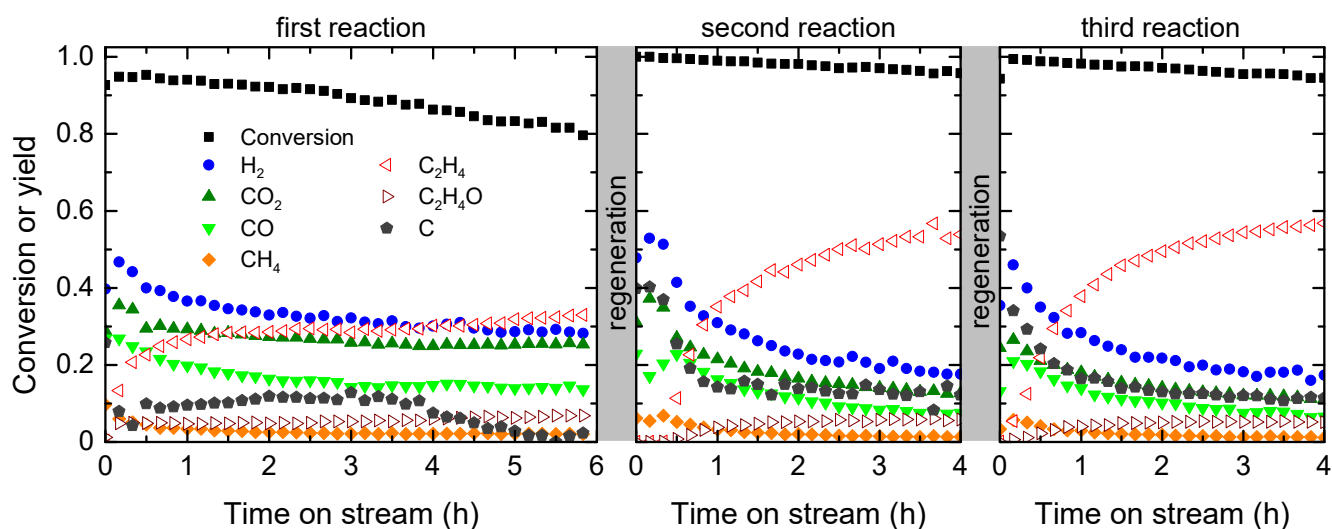 first reaction
second reaction
third reaction
Conversion or yield
1.0
0.8
0.6
0.4
0.2
0
Conversion
H₂
CO₂
CO
CH₄
C₂H₄
C₂H₄O
C
regeneration
regeneration
0 1 2 3 4 5 6
0 1 2 3 4
0 1 2 3 4
Time on stream (h)
Time on stream (h)
Time on stream (h)